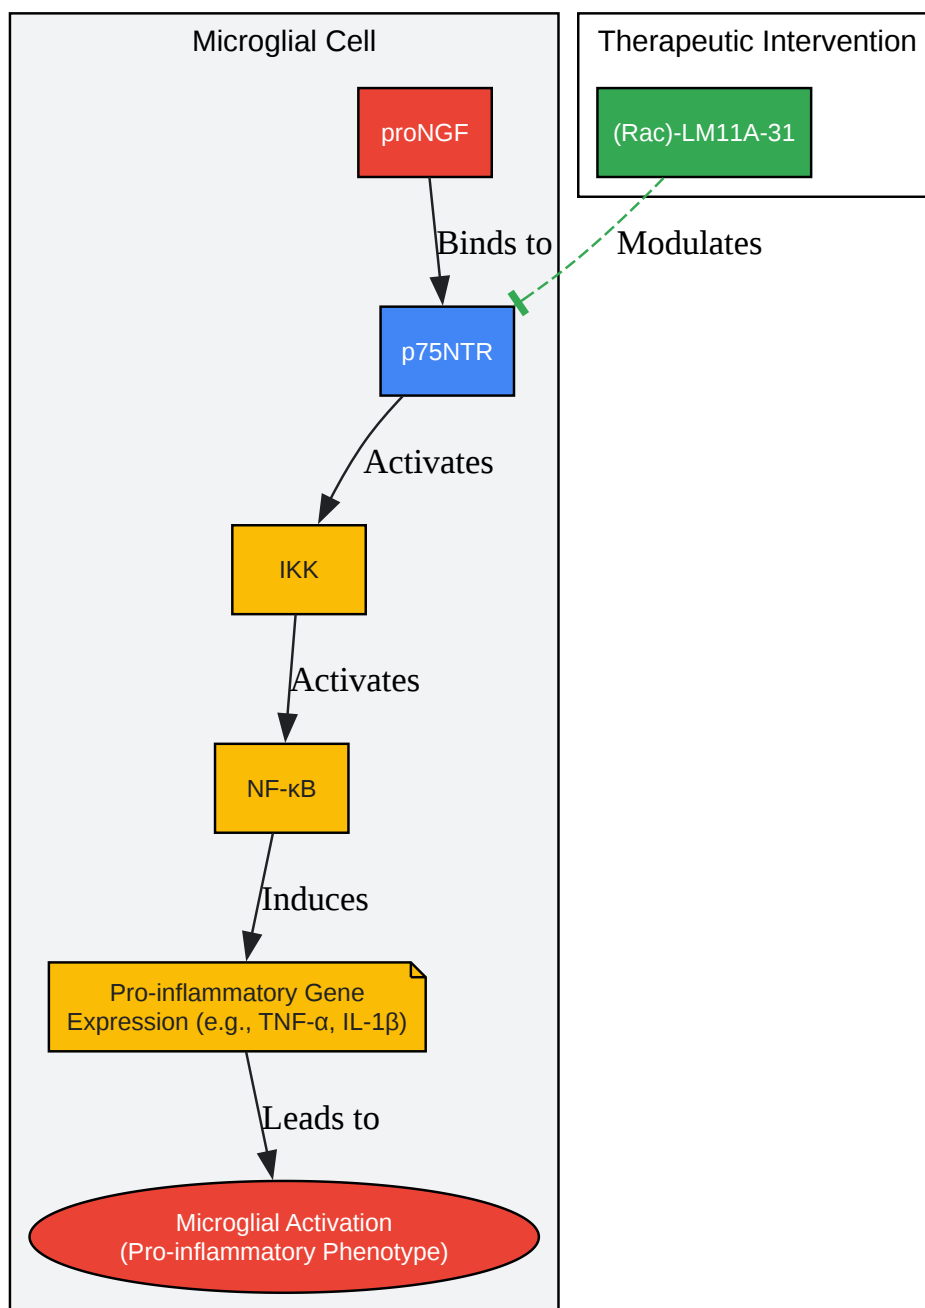 Microglial Cell
Therapeutic Intervention
proNGF
(Rac)-LM11A-31
Binds to
Modulates
p75NTR
Activates
IKK
Activates
NF-κB
Induces
Pro-inflammatory Gene
Expression (e.g., TNF-α, IL-1β)
Leads to
Microglial Activation
(Pro-inflammatory Phenotype)